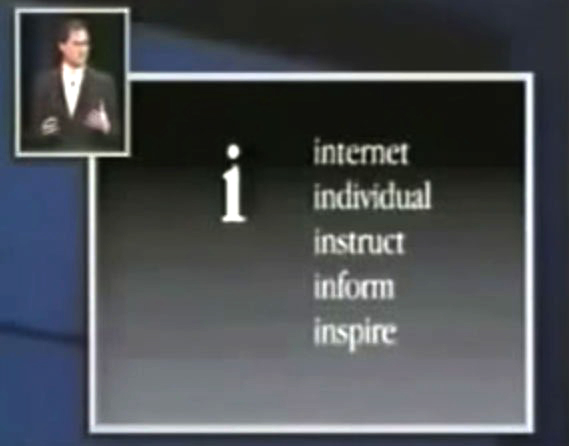 i
internet
individual
instruct
inform
inspire